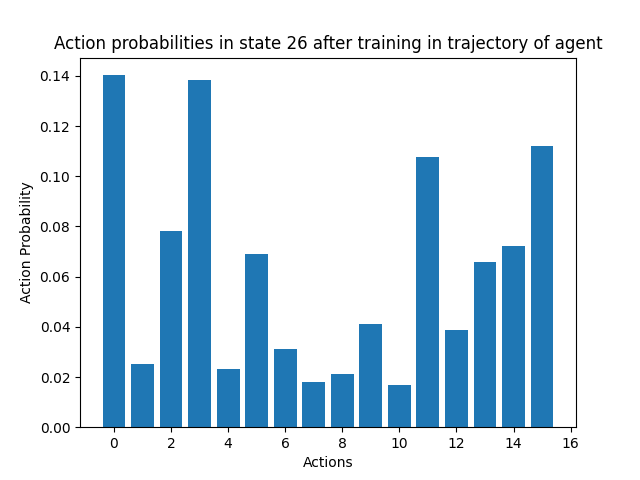 Action probabilities in state 26 after training in trajectory of agent
0.14
0.12
0.10
0.08
0.06
0.04
0.02
0.00
Action Probability
0 2 4 6 8 10 12 14 16
Actions